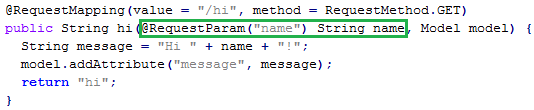 @RequestMapping(value = "/hi", method = RequestMethod.GET)
public String hi(@RequestParam("name") String name, Model model) {
String message = "Hi " + name + "!";
model.addAttribute("message", message);
return "hi";
}